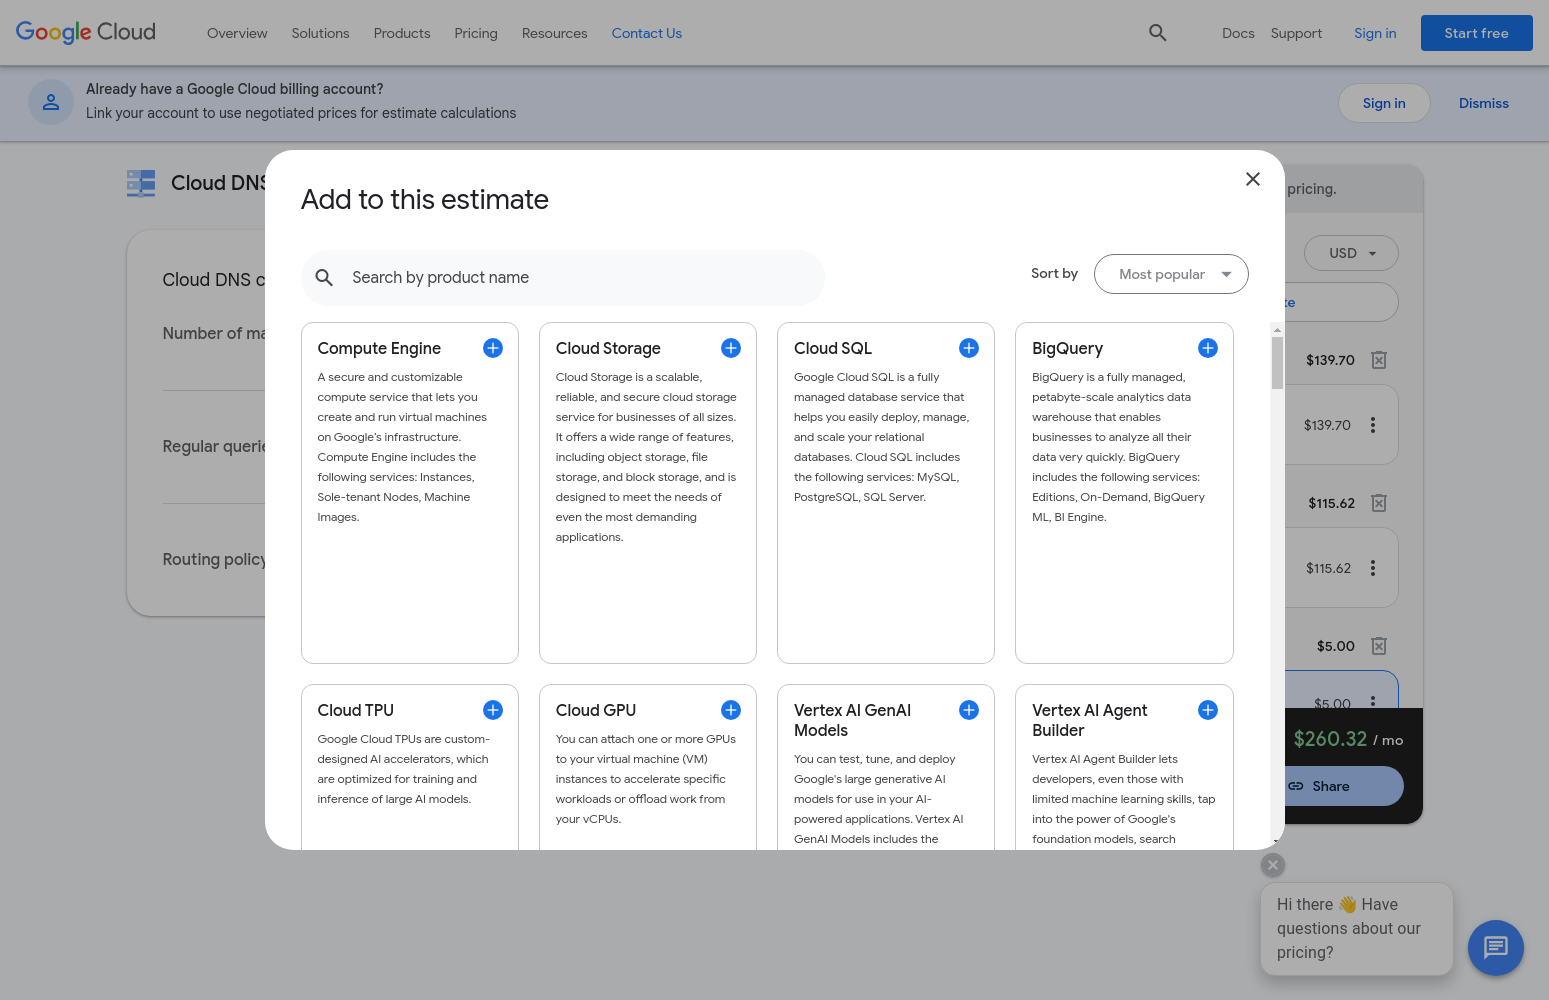 Google Cloud
Overview
Solutions
Products
Pricing
Resources
Contact Us
Docs
Support
Sign in
Start free
Already have a Google Cloud billing account?
Link your account to use negotiated prices for estimate calculations
Sign in
Dismiss
Cloud DNS
pricing.
Cloud DNS
Number of
Regular
Routing policy
USD
$139.70
$139.70
$115.62
$115.62
$5.00
$5.00
$260.32 / mo
Share
Add to this estimate
Search by product name
Sort by
Most popular
Compute Engine
A secure and customizable
compute service that lets you
create and run virtual machines
on Google's infrastructure.
Compute Engine includes the
following services: Instances,
Sole-tenant Nodes, Machine
Images.
Cloud Storage
Cloud Storage is a scalable,
reliable, and secure cloud storage
service for businesses of all sizes.
It offers a wide range of features,
including object storage, file
storage, and block storage, and is
designed to meet the needs of
even the most demanding
applications.
Cloud SQL
Google Cloud SQL is a fully
managed database service that
helps you easily deploy, manage,
and scale your relational
databases. Cloud SQL includes
the following services: MySQL,
PostgreSQL, SQL Server.
BigQuery
BigQuery is a fully managed,
petabyte-scale analytics data
warehouse that enables
businesses to analyze all their
data very quickly. BigQuery
includes the following services:
Editions, On-Demand, BigQuery
ML, BI Engine.
Cloud TPU
Google Cloud TPUs are custom-
designed AI accelerators, which
are optimized for training and
inference of large AI models.
Cloud GPU
You can attach one or more GPUs
to your virtual machine (VM)
instances to accelerate specific
workloads or offload work from
your vCPUs.
Vertex AI GenAI
Models
You can test, tune, and deploy
Google's large generative AI
models for use in your AI-
powered applications. Vertex AI
GenAI Models includes the
Vertex AI Agent
Builder
Vertex AI Agent Builder lets
developers, even those with
limited machine learning skills, tap
into the power of Google's
foundation models, search
Hi there 👋 Have
questions about our
pricing?